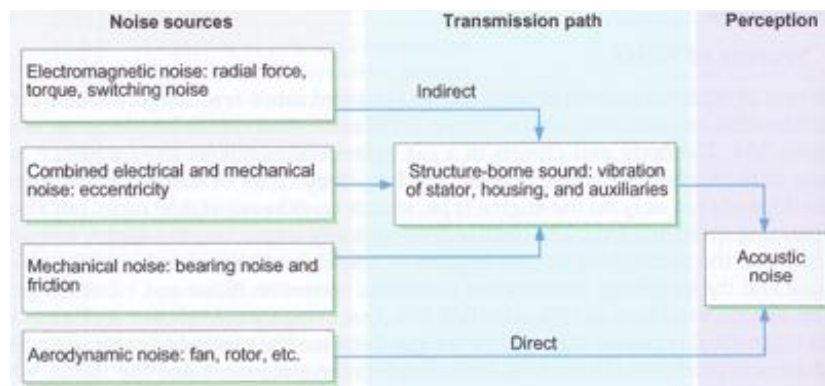 Noise sources
Transmission path
Perception
Electromagnetic noise: radial force,
torque, switching noise
Indirect
Combined electrical and mechanical
noise: eccentricity
Structure-borne sound: vibration
of stator, housing, and auxiliaries
Mechanical noise: bearing noise and
friction
Acoustic
noise
Aerodynamic noise: fan, rotor, etc.
Direct